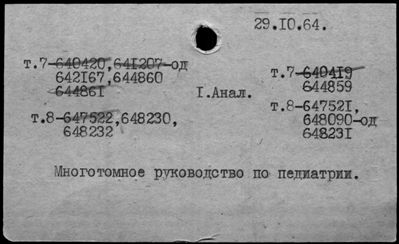 29.10.64.
т.7-640420,641207-од
642167,644860
644861
т.8-647522,648230,
648232
1.Анал.
т.7-640419
644859
т.8-647521,
648090-од
648231
Многотомное руководство по педиатрии.